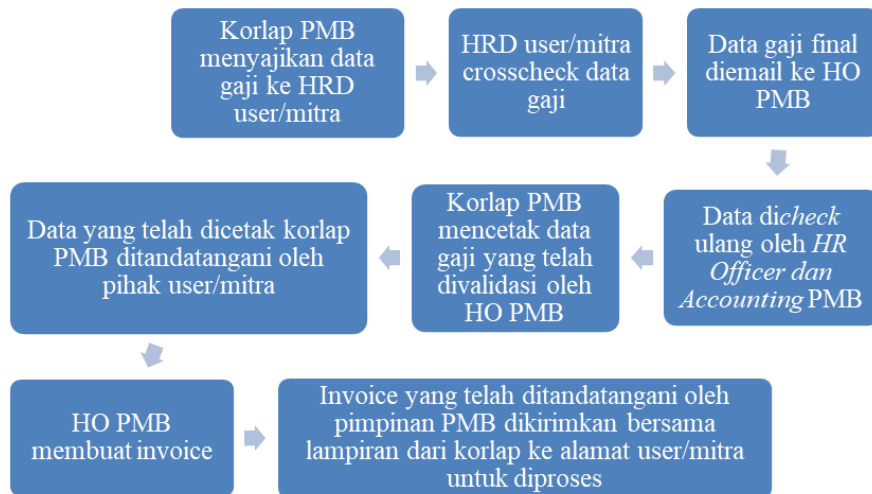 Korlap PMB
menyajikan data
gaji ke HRD
user/mitra
HRD user/mitra
crosscheck data
gaji
Data gaji final
diemail ke HO
PMB
Data dicheck
ulang oleh HR
Officer dan
Accounting PMB
Korlap PMB
mencetak data
gaji yang telah
divalidasi oleh
HO PMB
Data yang telah dicetak korlap
PMB ditandatangani oleh
pihak user/mitra
HO PMB
membuat invoice
Invoice yang telah ditandatangani oleh
pimpinan PMB dikirimkan bersama
lampiran dari korlap ke alamat user/mitra
untuk diproses